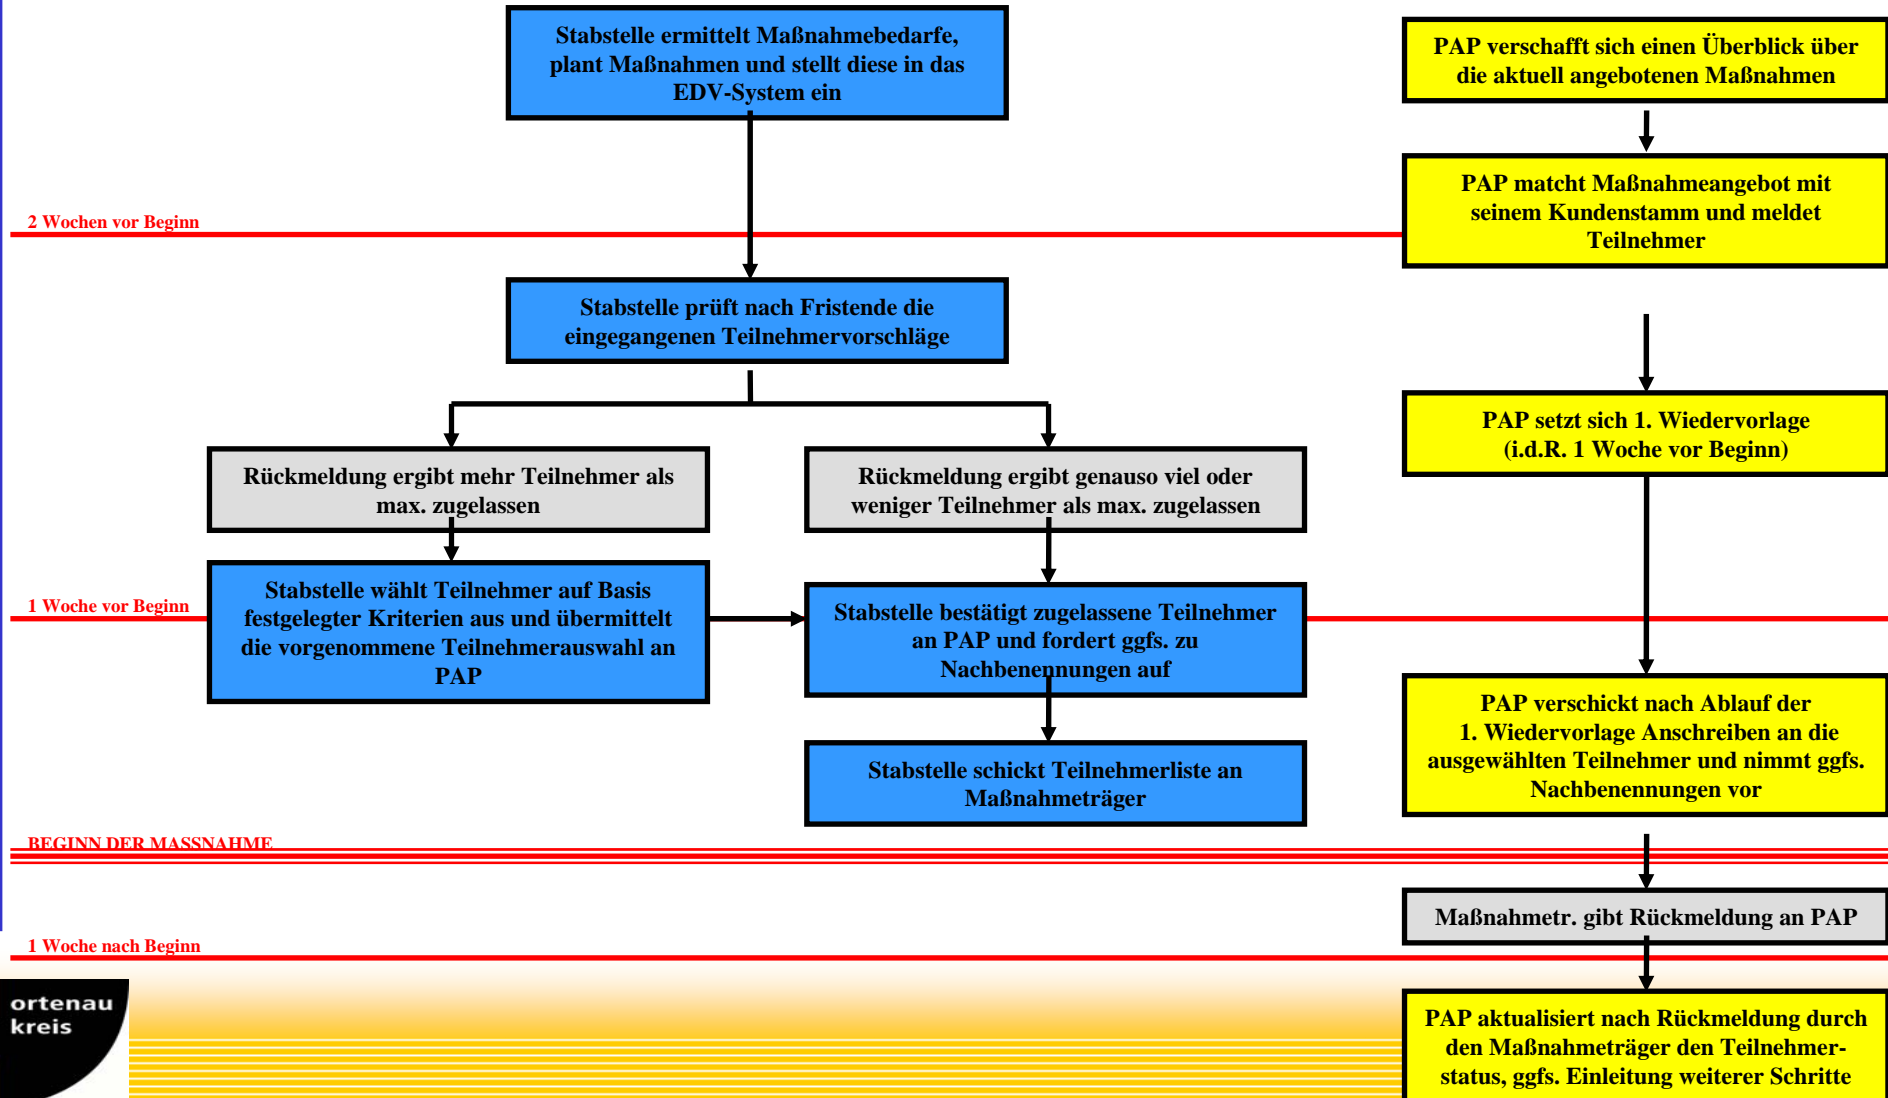 Stabstelle ermittelt Maßnahmebedarfe,
plant Maßnahmen und stellt diese in das
EDV-System ein
PAP verschafft sich einen Überblick über
die aktuell angebotenen Maßnahmen
PAP matcht Maßnahmeangebot mit
seinem Kundenstamm und meldet
Teilnehmer
2 Wochen vor Beginn
Stabstelle prüft nach Fristende die
eingegangenen Teilnehmervorschläge
PAP setzt sich 1. Wiedervorlage
(i.d.R. 1 Woche vor Beginn)
Rückmeldung ergibt mehr Teilnehmer als
max. zugelassen
Rückmeldung ergibt genauso viel oder
weniger Teilnehmer als max. zugelassen
1 Woche vor Beginn
Stabstelle wählt Teilnehmer auf Basis
festgelegter Kriterien aus und übermittelt
die vorgenommene Teilnehmerauswahl an
PAP
Stabstelle bestätigt zugelassene Teilnehmer
an PAP und fordert ggfs. zu
Nachbenennungen auf
PAP verschickt nach Ablauf der
1. Wiedervorlage Anschreiben an die
ausgewählten Teilnehmer und nimmt ggfs.
Nachbenennungen vor
Stabstelle schickt Teilnehmerliste an
Maßnahmeträger
BEGINN DER MASSNAHME
Maßnahmetr. gibt Rückmeldung an PAP
1 Woche nach Beginn
PAP aktualisiert nach Rückmeldung durch
den Maßnahmeträger den Teilnehmer-
status, ggfs. Einleitung weiterer Schritte
ortenau
kreis